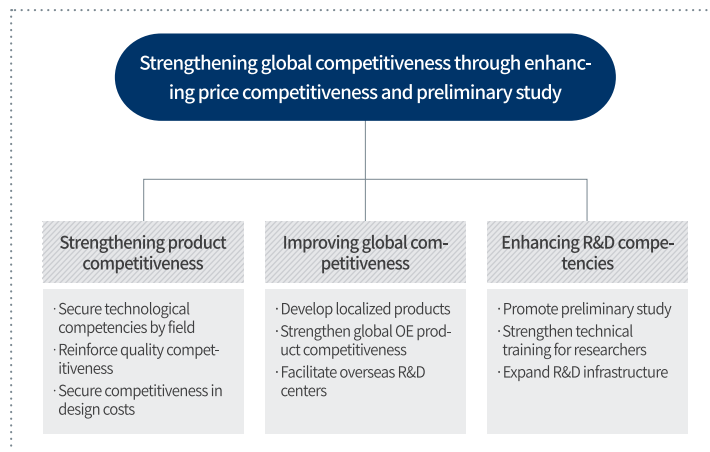 Strengthening global competitiveness through enhanc-
ing price competitiveness and preliminary study
Strengthening product
competitiveness
· Secure technological
competencies by field
· Reinforce quality compet-
itiveness
· Secure competitiveness in
design costs
Improving global com-
petitiveness
· Develop localized products
· Strengthen global OE prod-
uct competitiveness
· Facilitate overseas R&D
centers
Enhancing R&D compe-
tencies
· Promote preliminary study
· Strengthen technical
training for researchers
· Expand R&D infrastructure